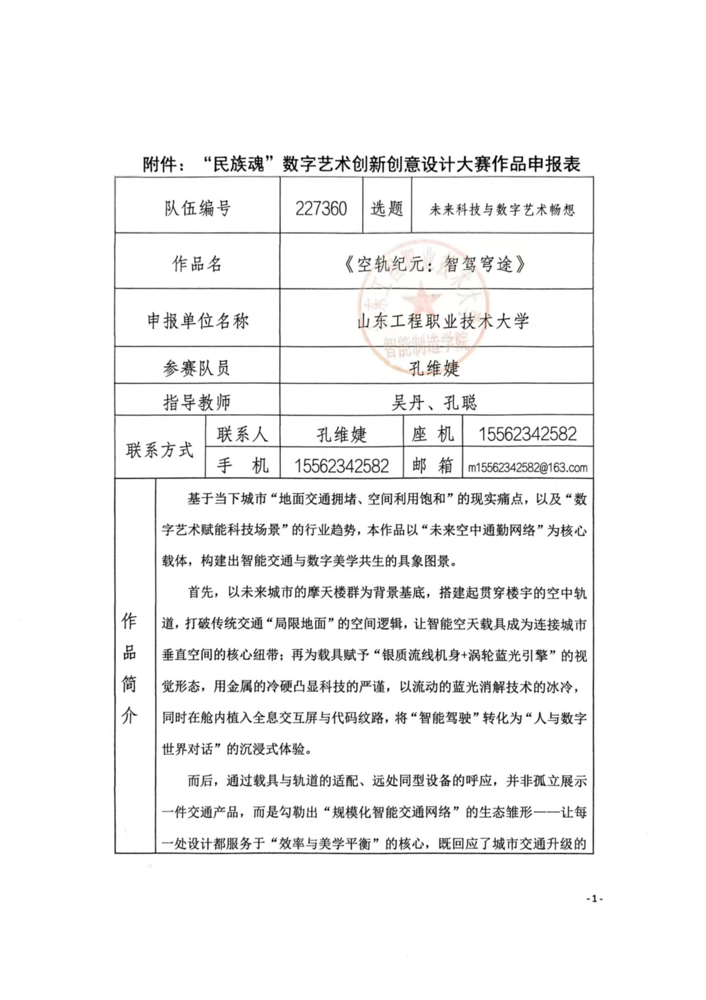 附件：“民族魂”数字艺术创新创意设计大赛作品申报表
队伍编号 227360 选题 未来科技与数字艺术畅想
作品名 《空轨纪元：智驾穹途》
申报单位名称 山东工程职业技术大学
山东工程职业技术大学
智能制造学院
参赛队员 孔维婕
指导教师 吴丹、孔聪
联系方式 联系人 孔维婕 座 机 15562342582
手 机 15562342582 邮 箱 m15562342582@163.com
作品简介
基于当下城市“地面交通拥堵、空间利用饱和”的现实痛点，以及“数
字艺术赋能科技场景”的行业趋势，本作品以“未来空中通勤网络”为核心
载体，构建出智能交通与数字美学共生的具象图景。
首先，以未来城市的摩天楼群为背景基底，搭建起贯穿楼宇的空中轨
道，打破传统交通“局限地面”的空间逻辑，让智能空天载具成为连接城市
垂直空间的核心纽带；再为载具赋予“银质流线机身+涡轮蓝光引擎”的视
觉形态，用金属的冷硬凸显科技的严谨，以流动的蓝光消解技术的冰冷，
同时在舱内植入全息交互屏与代码纹路，将“智能驾驶”转化为“人与数字
世界对话”的沉浸式体验。
而后，通过载具与轨道的适配、远处同型设备的呼应，并非孤立展示
一件交通产品，而是勾勒出“规模化智能交通网络”的生态雏形——让每
一处设计都服务于“效率与美学平衡”的核心，既回应了城市交通升级的
-1-